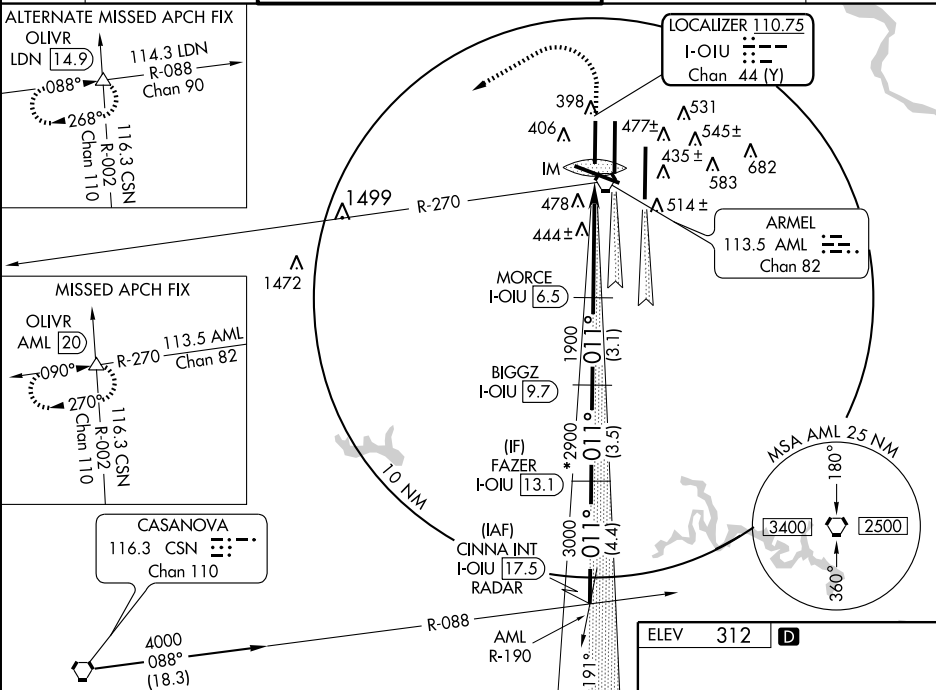 ALTERNATE MISSED APCH FIX
OLIVR
LDN 14.9
114.3 LDN
R-088
Chan 90
088°
268°
116.3 CSN
R-002
Chan 110
MISSED APCH FIX
OLIVR
AML 20
113.5 AML
R-270
Chan 82
090°
270°
116.3 CSN
R-002
Chan 110
LOCALIZER 110.75
I-OIU
Chan 44 (Y)
398
406
531
477±
545±
435±
682
583
IM
1499
R-270
478
514±
444±
1472
ARMEL
113.5 AML
Chan 82
MORCE
I-OIU 6.5
1900
011°
(3.1)
BIGGZ
I-OIU 9.7
*2900
011°
(3.5)
(IF)
FAZER
I-OIU 13.1
3000
011°
(4.4)
(IAF)
CINNA INT
I-OIU 17.5
RADAR
10 NM
MSA AML 25 NM
180°
3400
2500
360°
CASANOVA
116.3 CSN
Chan 110
4000
088°
(18.3)
R-088
AML
R-190
191°
ELEV 312 D